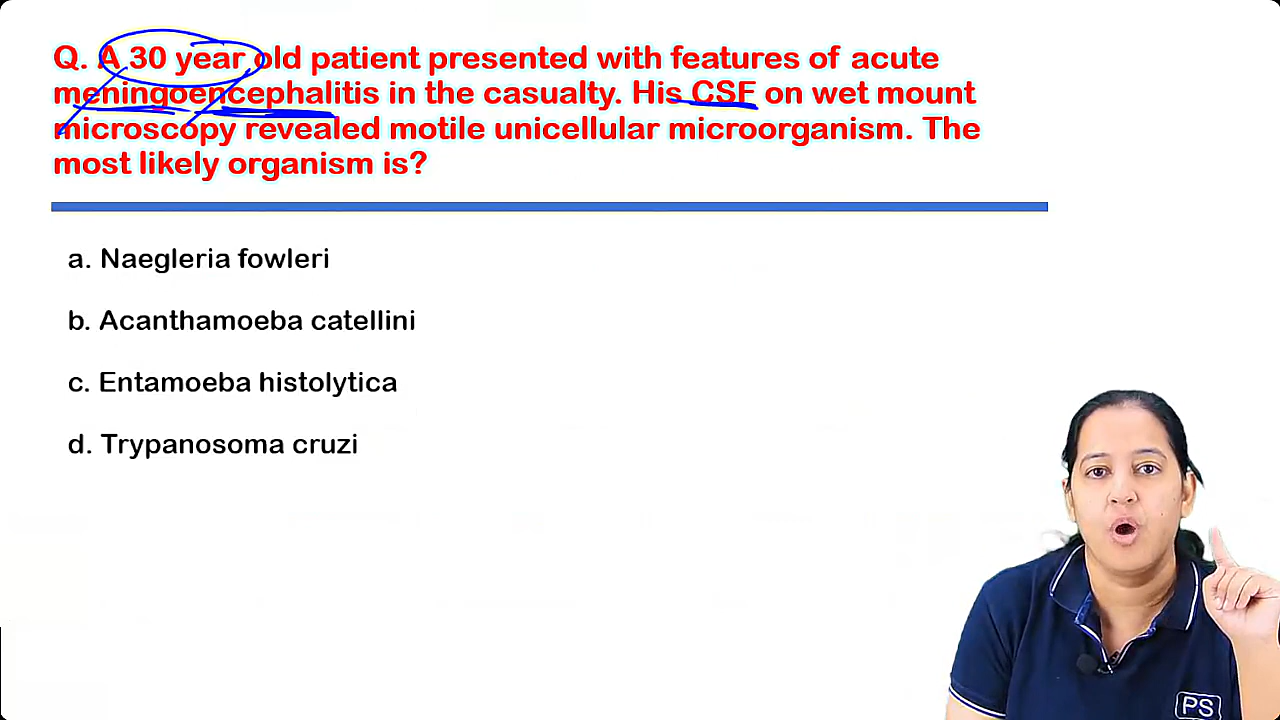 Q. A 30 year old patient presented with features of acute
meningoencephalitis in the casualty. His CSF on wet mount
microscopy revealed motile unicellular microorganism. The
most likely organism is?
a. Naegleria fowleri
b. Acanthamoeba catellini
c. Entamoeba histolytica
d. Trypanosoma cruzi
PS